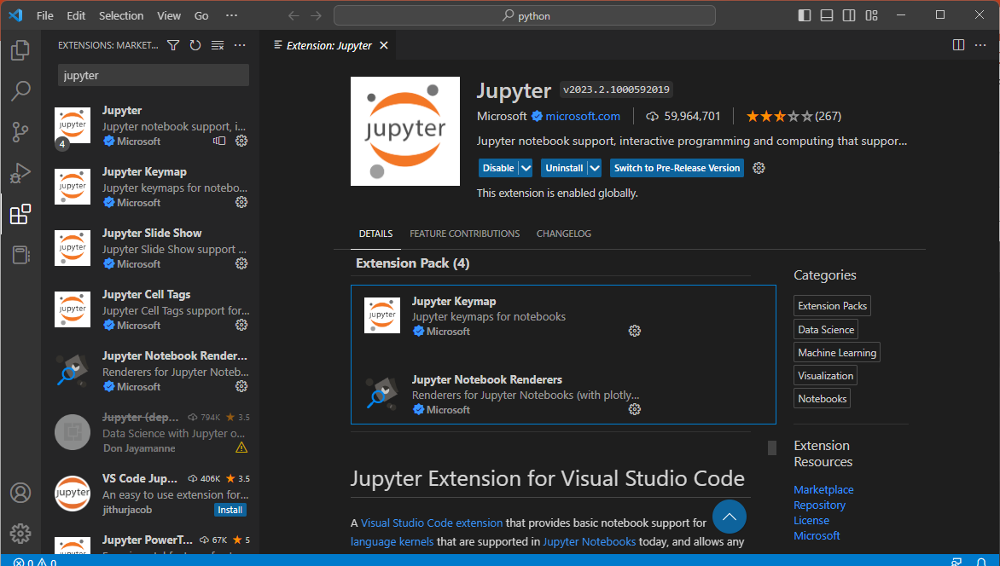 File Edit Selection View Go ···
python
EXTENSIONS: MARKET...
jupyter
Jupyter
Jupyter notebook support, i...
Microsoft
4
Jupyter Keymap
Jupyter keymaps for notebo...
Microsoft
Jupyter Slide Show
Jupyter Slide Show support ...
Microsoft
Jupyter Cell Tags
Jupyter Cell Tags support for...
Microsoft
Jupyter Notebook Render...
Renderers for Jupyter Noteb...
Microsoft
Jupyter (dep... 794K 3.5
Data Science with Jupyter o...
Don Jayamanne
VS Code Jup... 406K 3.5
An easy to use extension for...
jithurjacob Install
Jupyter PowerT... 67K 5
0 0
Extension: Jupyter
jupyter
Jupyter v2023.2.1000592019
Microsoft microsoft.com 59,964,701 (267)
Jupyter notebook support, interactive programming and computing that suppor...
Disable Uninstall Switch to Pre-Release Version
This extension is enabled globally.
DETAILS FEATURE CONTRIBUTIONS CHANGELOG
Extension Pack (4)
Jupyter Keymap
Jupyter keymaps for notebooks
Microsoft
Jupyter Notebook Renderers
Renderers for Jupyter Notebooks (with plotly...
Microsoft
Jupyter Extension for Visual Studio Code
A Visual Studio Code extension that provides basic notebook support for
language kernels that are supported in Jupyter Notebooks today, and allows any
Categories
Extension Packs
Data Science
Machine Learning
Visualization
Notebooks
Extension
Resources
Marketplace
Repository
License
Microsoft